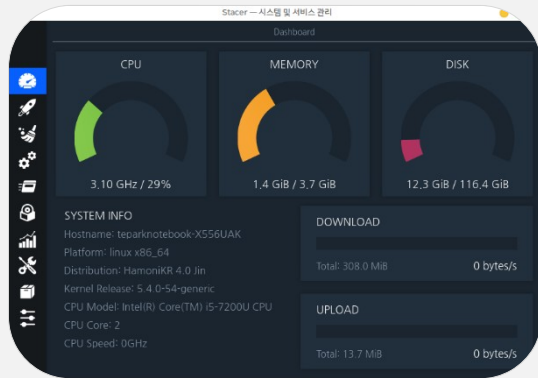 Stacer — 시스템 및 서비스 관리
Dashboard
CPU
3.10 GHz / 29%
MEMORY
1.4 GiB / 3.7 GiB
DISK
12.3 GiB / 116.4 GiB
SYSTEM INFO
Hostname: teparknotebook-X556UAK
Platform: linux x86_64
Distribution: HamoniKR 4.0 Jin
Kernel Release: 5.4.0-54-generic
CPU Model: Intel(R) Core(TM) i5-7200U CPU
CPU Core: 2
CPU Speed: 0GHz
DOWNLOAD
Total: 308.0 MiB 0 bytes/s
UPLOAD
Total: 13.7 MiB 0 bytes/s